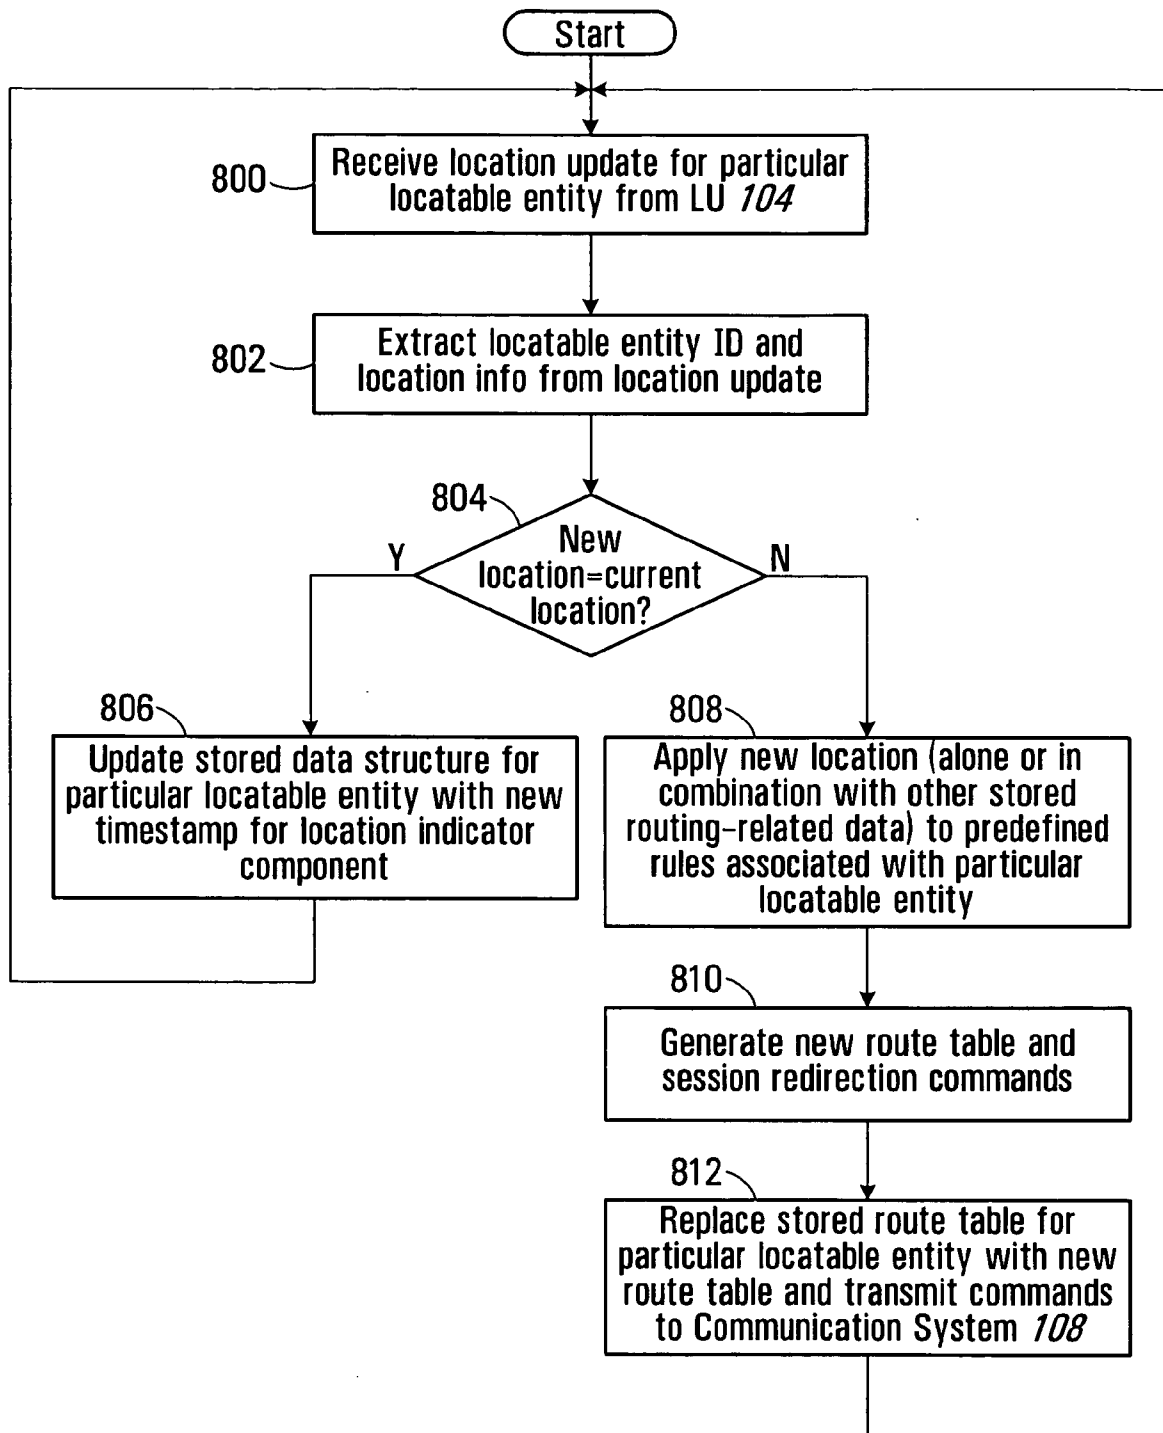 Start
800
Receive location update for particular
locatable entity from LU 104
802
Extract locatable entity ID and
location info from location update
804
New
location=current
location?
Y
N
806
Update stored data structure for
particular locatable entity with new
timestamp for location indicator
component
808
Apply new location (alone or in
combination with other stored
routing-related data) to predefined
rules associated with particular
locatable entity
810
Generate new route table and
session redirection commands
812
Replace stored route table for
particular locatable entity with new
route table and transmit commands
to Communication System 108